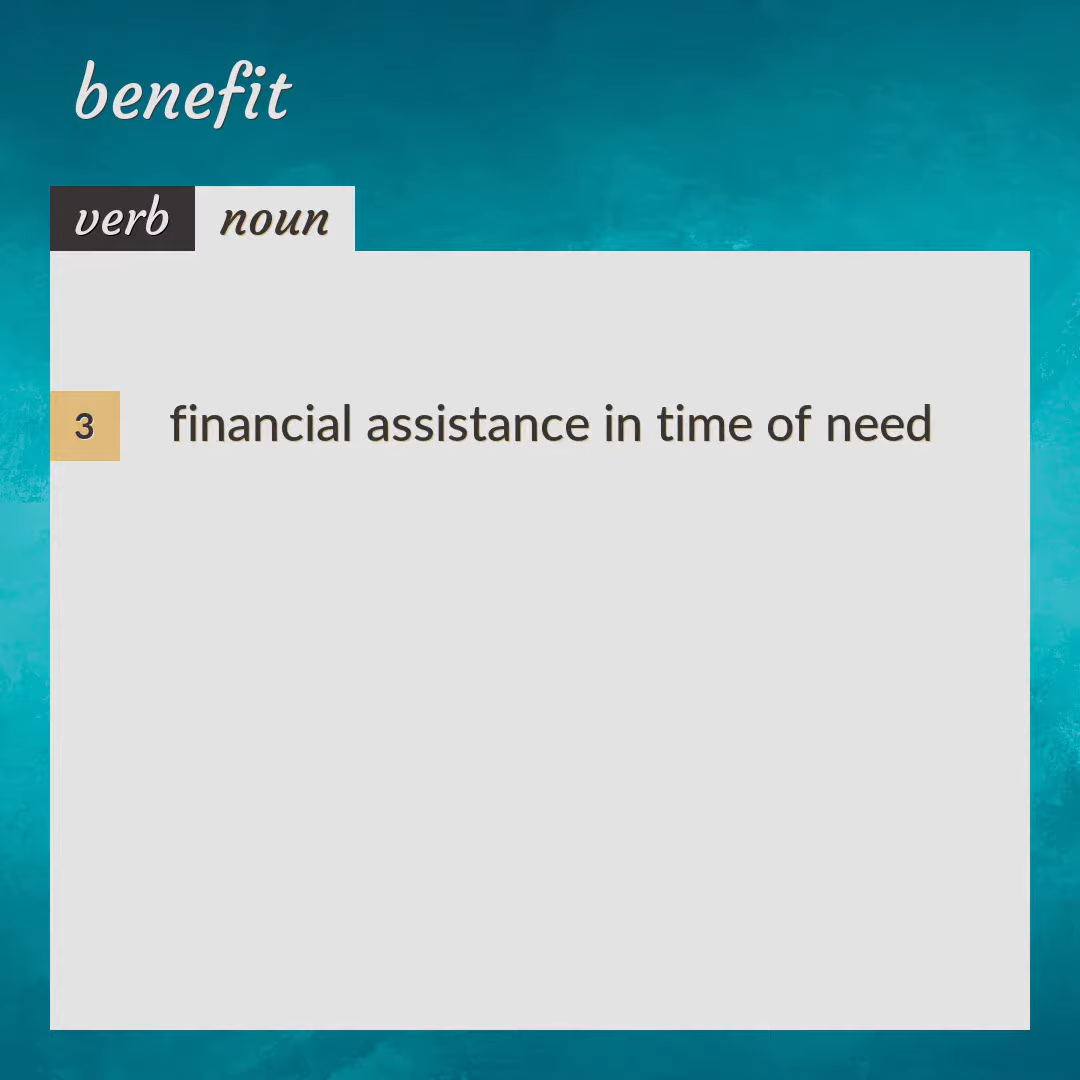 benefit
verb noun
3 financial assistance in time of need